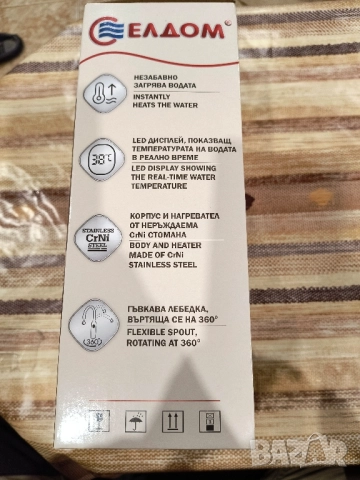 ЕЛДОМ®
НЕЗАБАВНО
ЗАГРЯВА ВОДАТА
INSTANTLY
HEATS THE WATER
38°C
LED ДИСПЛЕЙ, ПОКАЗВАЩ
ТЕМПЕРАТУРАТА НА ВОДАТА
В РЕАЛНО ВРЕМЕ
LED DISPLAY SHOWING
THE REAL-TIME WATER
TEMPERATURE
STAINLESS
CrNi
STEEL
КОРПУС И НАГРЕВАТЕЛ
ОТ НЕРЪЖДАЕМА
CrNi СТОМАНА
BODY AND HEATER
MADE OF CrNi
STAINLESS STEEL
360°
ГЪВКАВА ЛЕБЕДКА,
ВЪРТЯЩА СЕ НА 360°
FLEXIBLE SPOUT,
ROTATING AT 360°
BAZAR